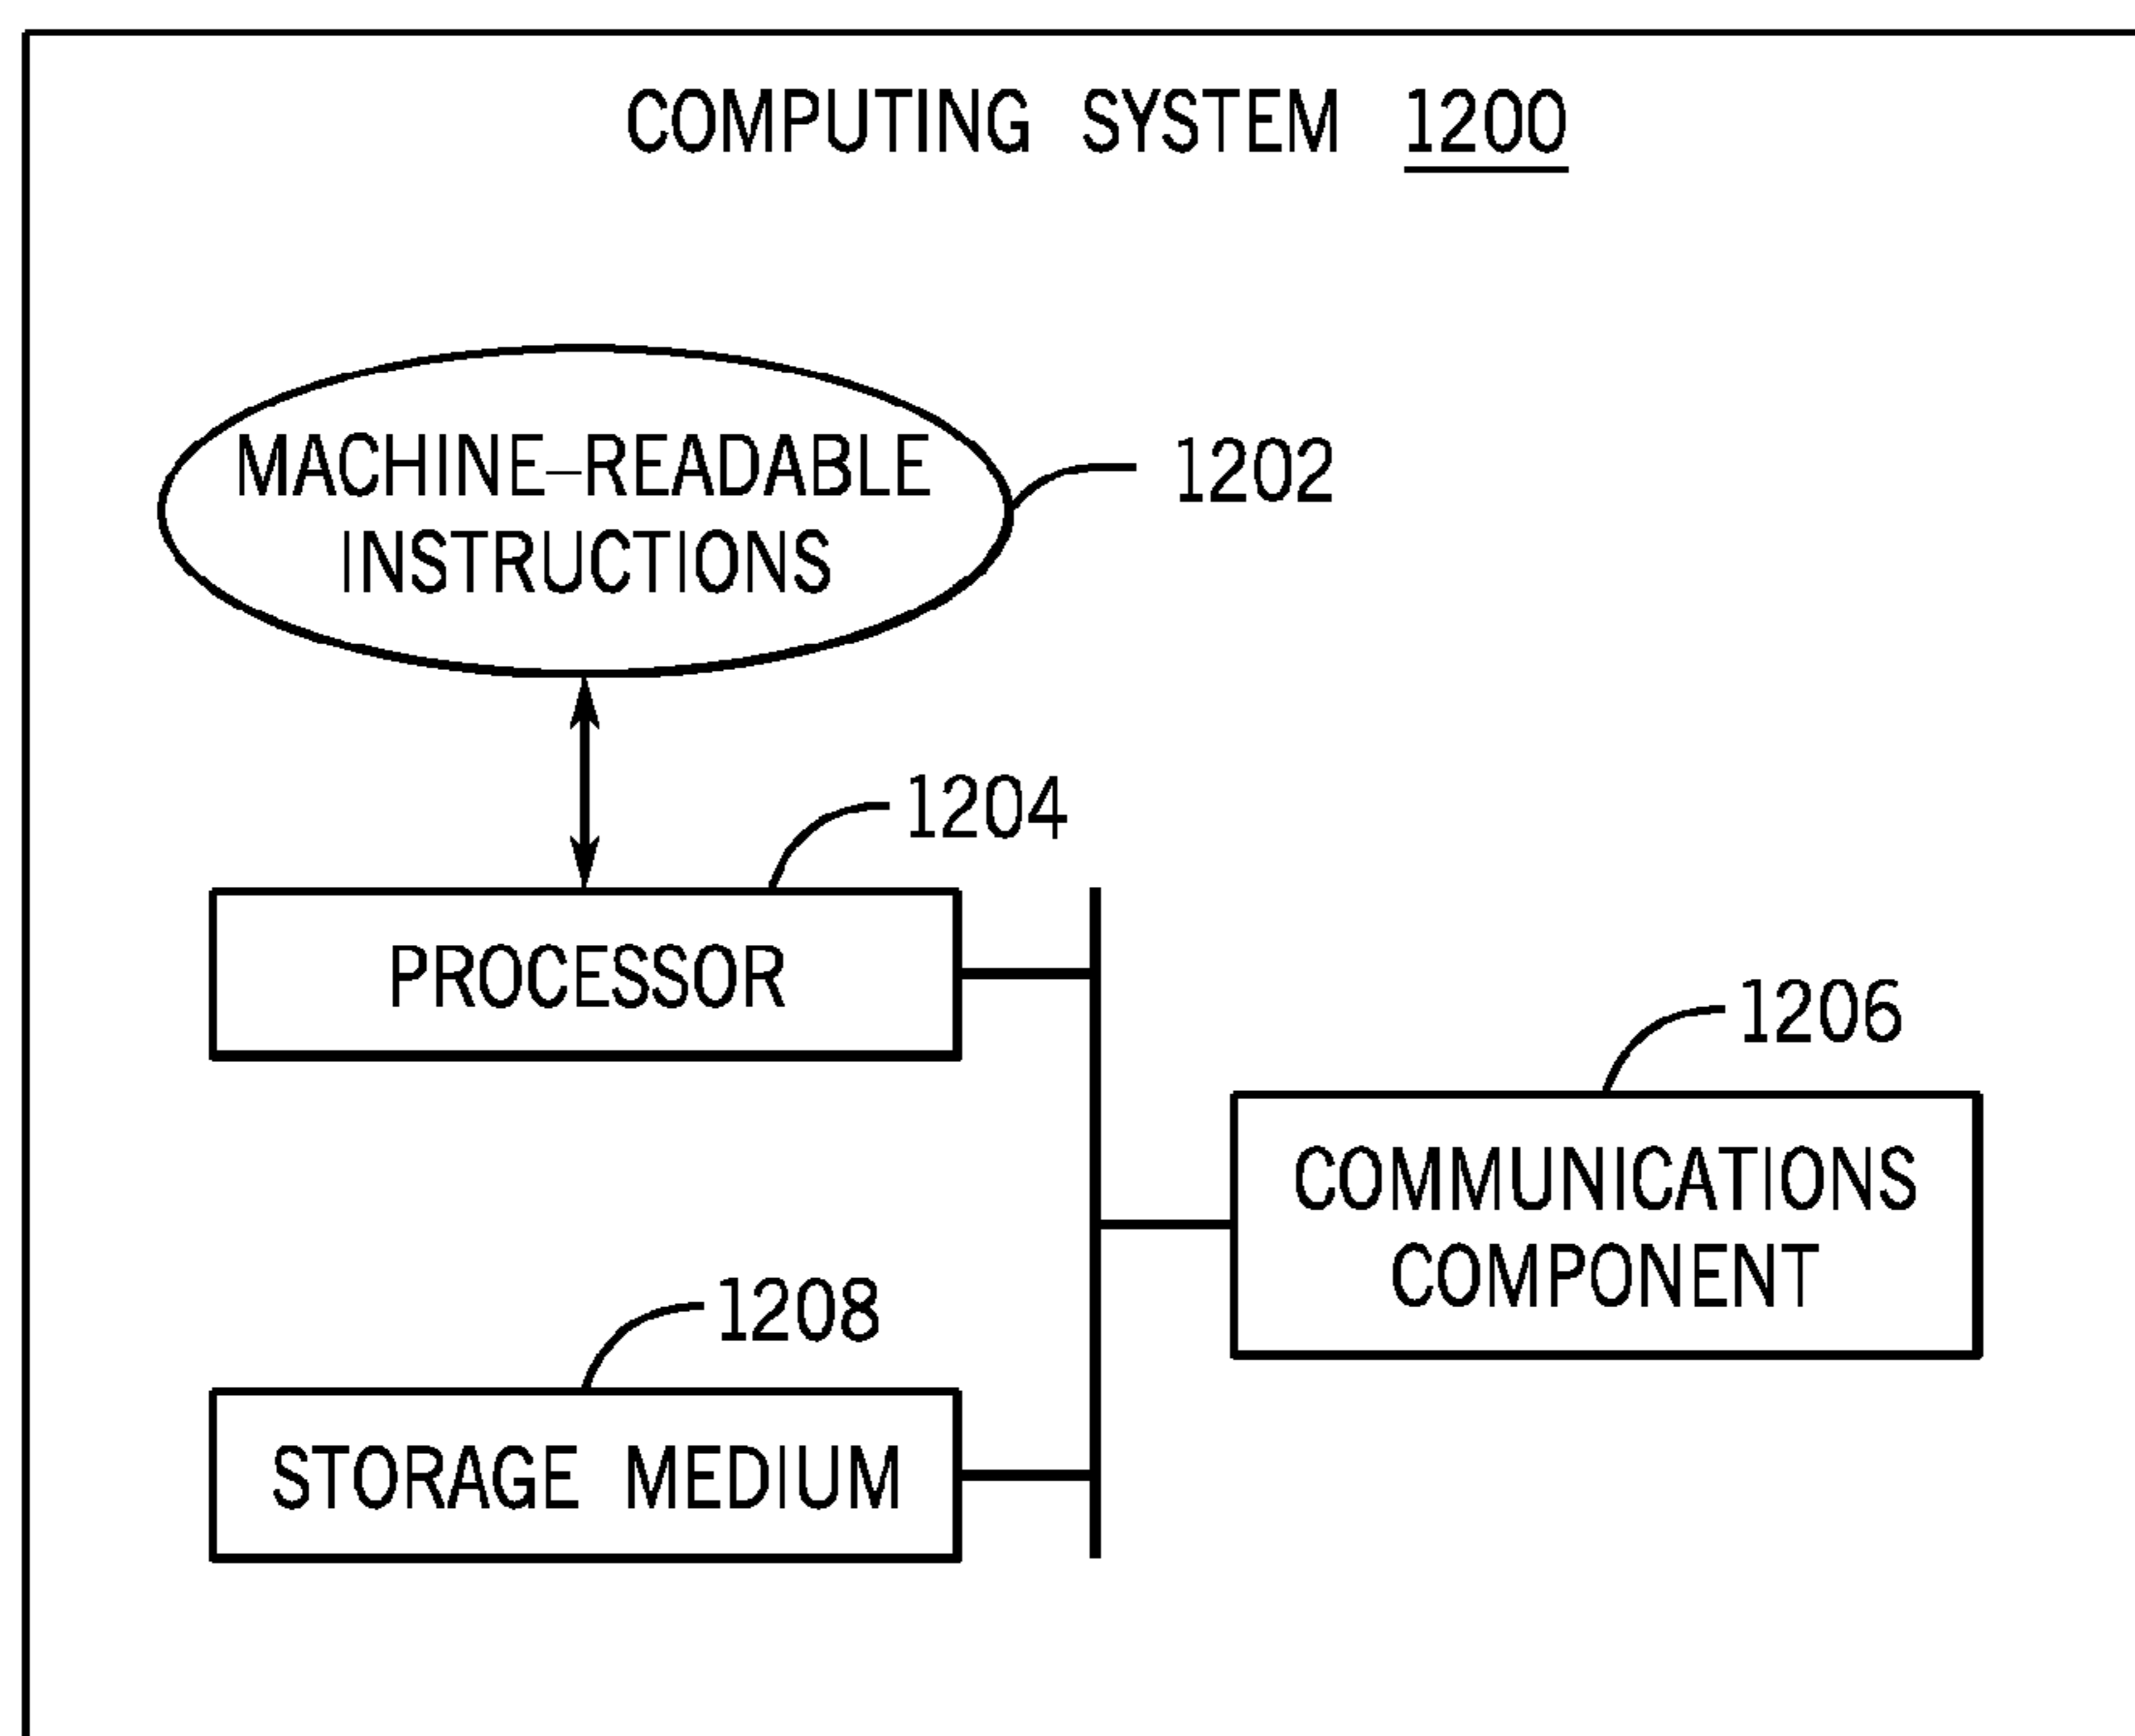 COMPUTING SYSTEM 1200
MACHINE-READABLE
INSTRUCTIONS
1202
1204
PROCESSOR
1206
COMMUNICATIONS
COMPONENT
1208
STORAGE MEDIUM